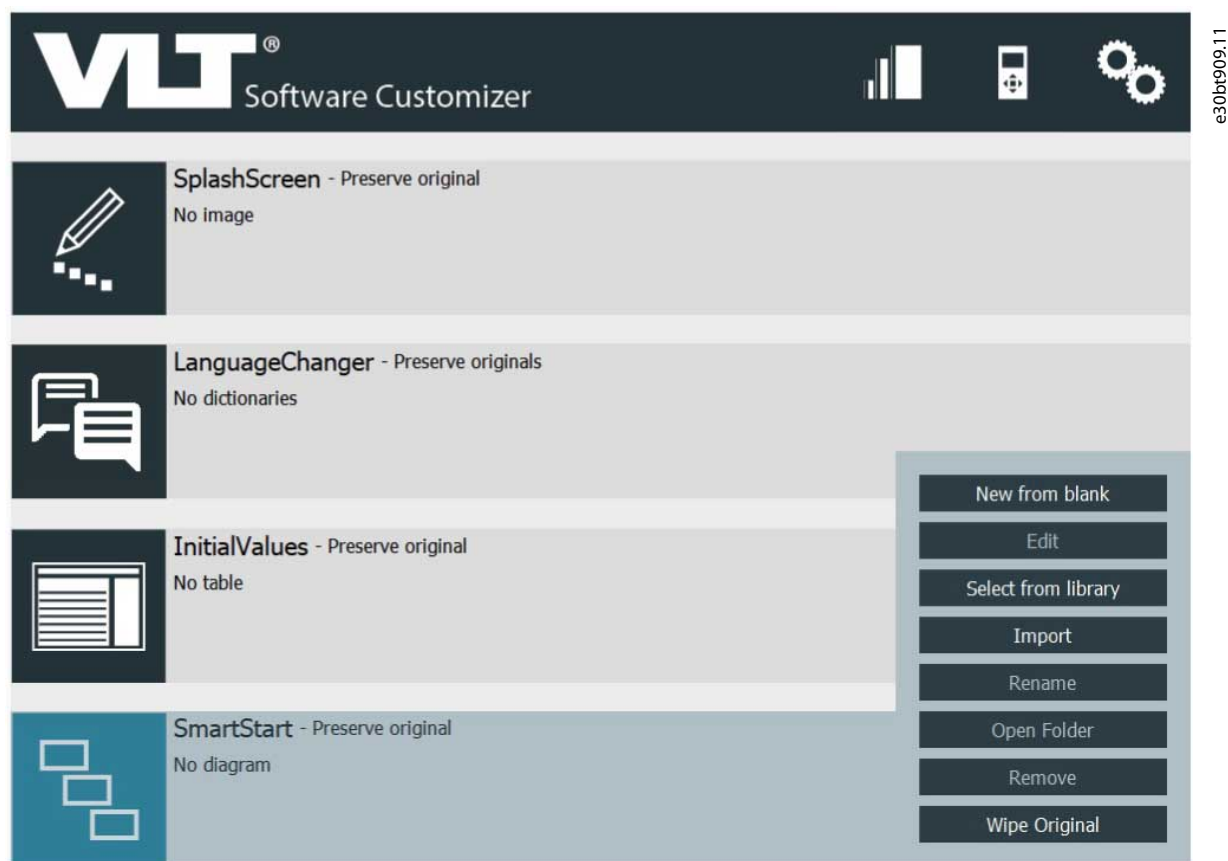 VLT®
Software Customizer
e30bt909.11
SplashScreen - Preserve original
No image
LanguageChanger - Preserve originals
No dictionaries
InitialValues - Preserve original
No table
SmartStart - Preserve original
No diagram
New from blank
Edit
Select from library
Import
Rename
Open Folder
Remove
Wipe Original